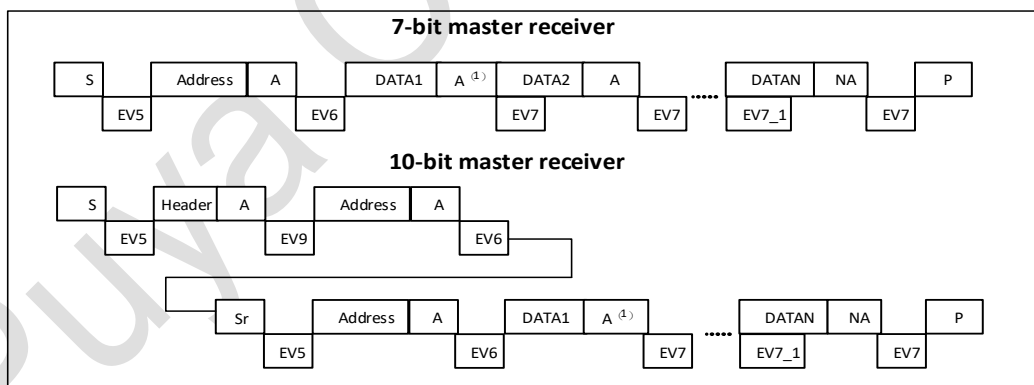 7-bit master receiver
S Address A DATA1 A (1) DATA2 A ..... DATAN NA P
EV5 EV6 EV7 EV7 EV7_1 EV7
10-bit master receiver
S Header A Address A
EV5 EV9 EV6
Sr Address A DATA1 A (1) ..... DATAN NA P
EV5 EV6 EV7 EV7_1 EV7
Puya